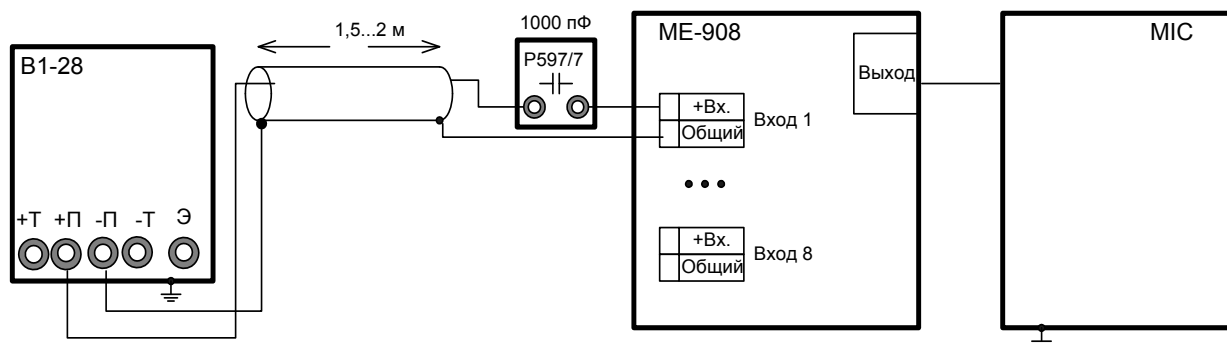 B1-28
1,5...2 м
1000 пФ
P597/7
ME-908
MIC
Выход
+Вх.
Общий
Вход 1
•••
+Вх.
Общий
Вход 8
+Т +П -П -Т Э